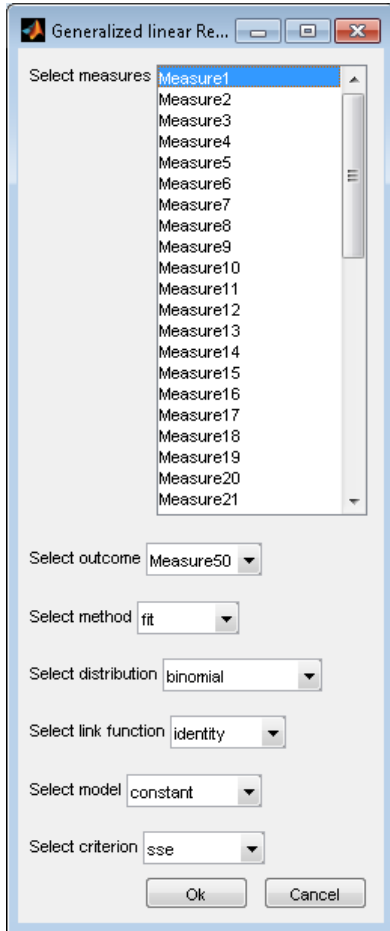 Generalized linear Re...
Select measures
Measure1
Measure2
Measure3
Measure4
Measure5
Measure6
Measure7
Measure8
Measure9
Measure10
Measure11
Measure12
Measure13
Measure14
Measure15
Measure16
Measure17
Measure18
Measure19
Measure20
Measure21
Select outcome Measure50
Select method fit
Select distribution binomial
Select link function identity
Select model constant
Select criterion sse
Ok Cancel